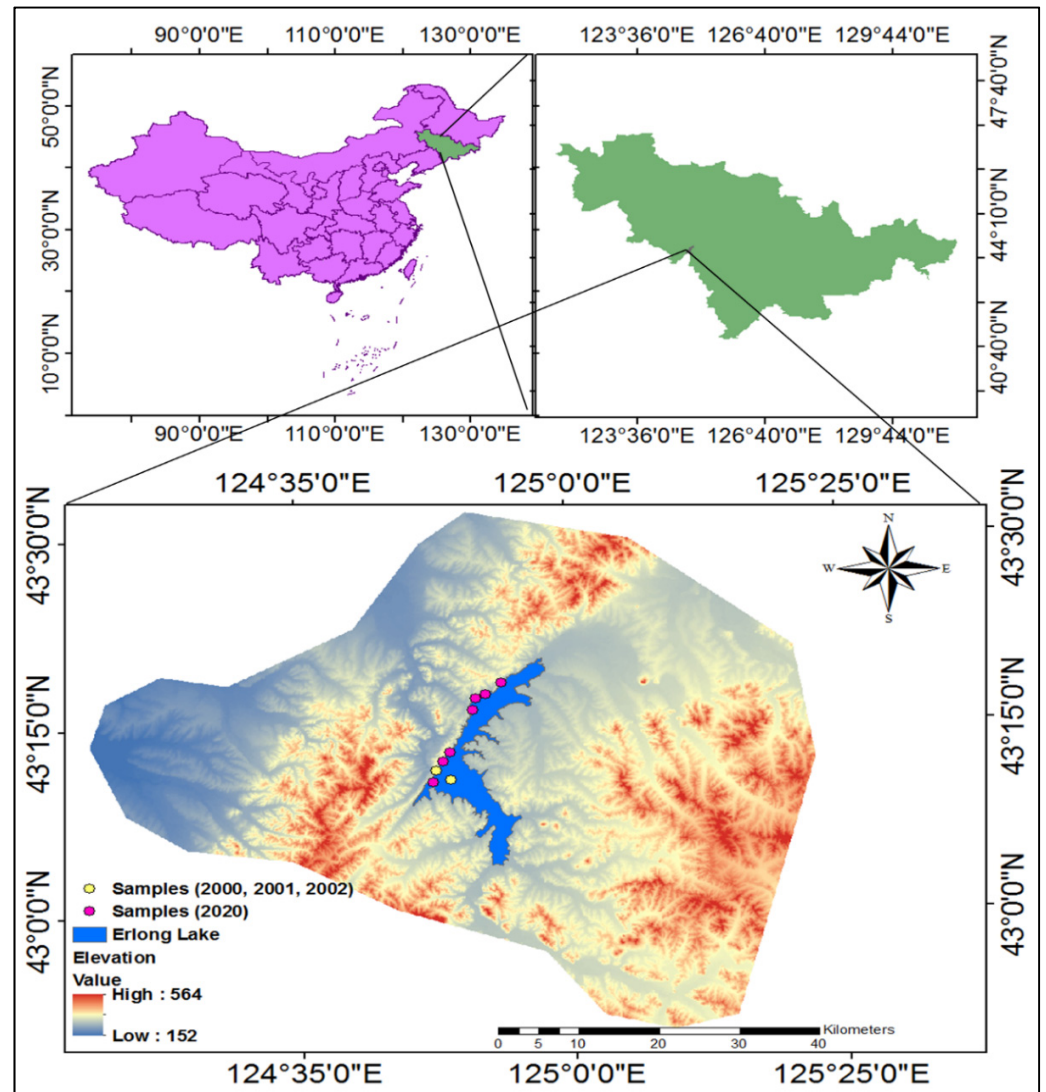 90°0'0"E 110°0'0"E 130°0'0"E
123°36'0"E 126°40'0"E 129°44'0"E
50°0'0"N
30°0'0"N
10°0'0"N
47°40'0"N
44°10'0"N
40°40'0"N
90°0'0"E 110°0'0"E 130°0'0"E
123°36'0"E 126°40'0"E 129°44'0"E
124°35'0"E 125°0'0"E 125°25'0"E
43°30'0"N
43°15'0"N
43°0'0"N
43°30'0"N
43°15'0"N
43°0'0"N
N
W E
S
Samples (2000, 2001, 2002)
Samples (2020)
Erlong Lake
Elevation
Value
High : 564
Low : 152
Kilometers
0 5 10 20 30 40
124°35'0"E 125°0'0"E 125°25'0"E